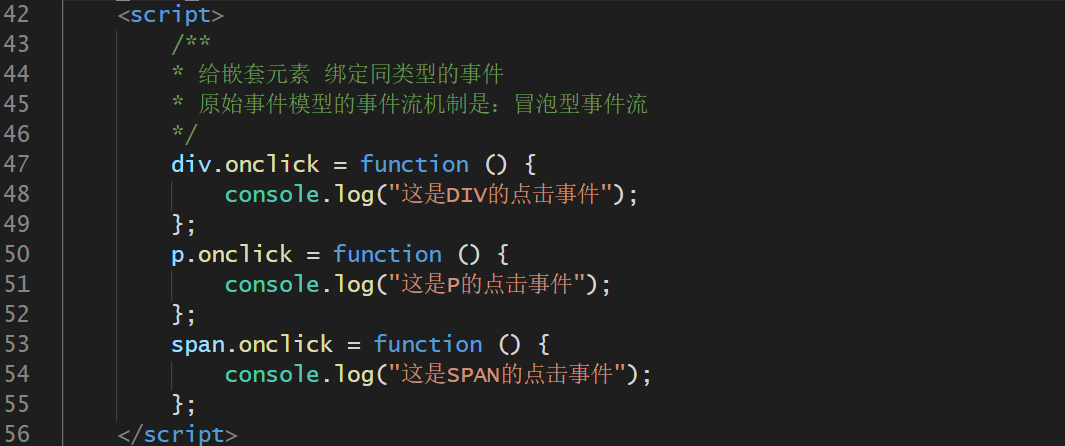 42 <script>
43 /**
44 * 给嵌套元素 绑定同类型的事件
45 * 原始事件模型的事件流机制是：冒泡型事件流
46 */
47 div.onclick = function () {
48 console.log("这是DIV的点击事件");
49 };
50 p.onclick = function () {
51 console.log("这是P的点击事件");
52 };
53 span.onclick = function () {
54 console.log("这是SPAN的点击事件");
55 };
56 </script>